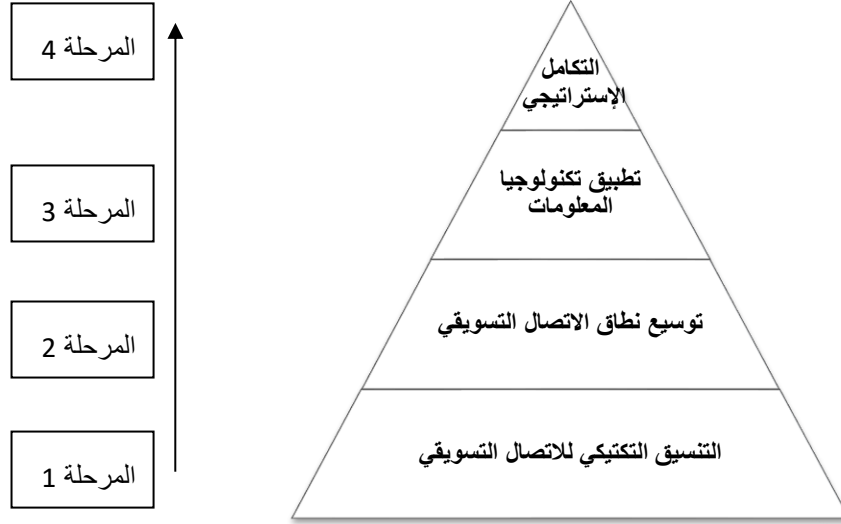 المرحلة 4
التكامل
الإستراتيجي
المرحلة 3
تطبيق تكنولوجيا
المعلومات
المرحلة 2
توسيع نطاق الاتصال التسويقي
المرحلة 1
التنسيق التكتيكي للاتصال التسويقي